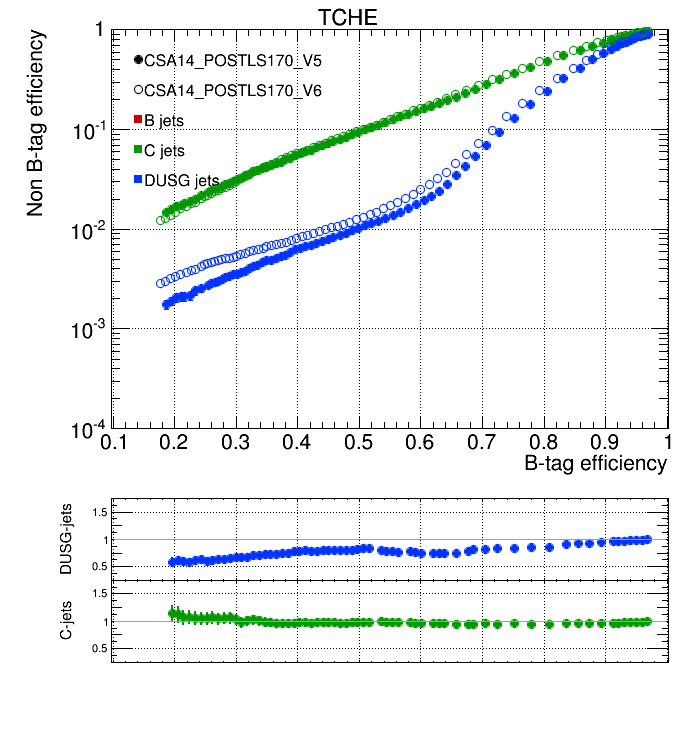 TCHE
Non B-tag efficiency
1
10^-1
10^-2
10^-3
10^-4
CSA14_POSTLS170_V5
CSA14_POSTLS170_V6
B jets
C jets
DUSG jets
0.1 0.2 0.3 0.4 0.5 0.6 0.7 0.8 0.9 1
B-tag efficiency
DUSG-jets
1.5
1
0.5
C-jets
1.5
1
0.5